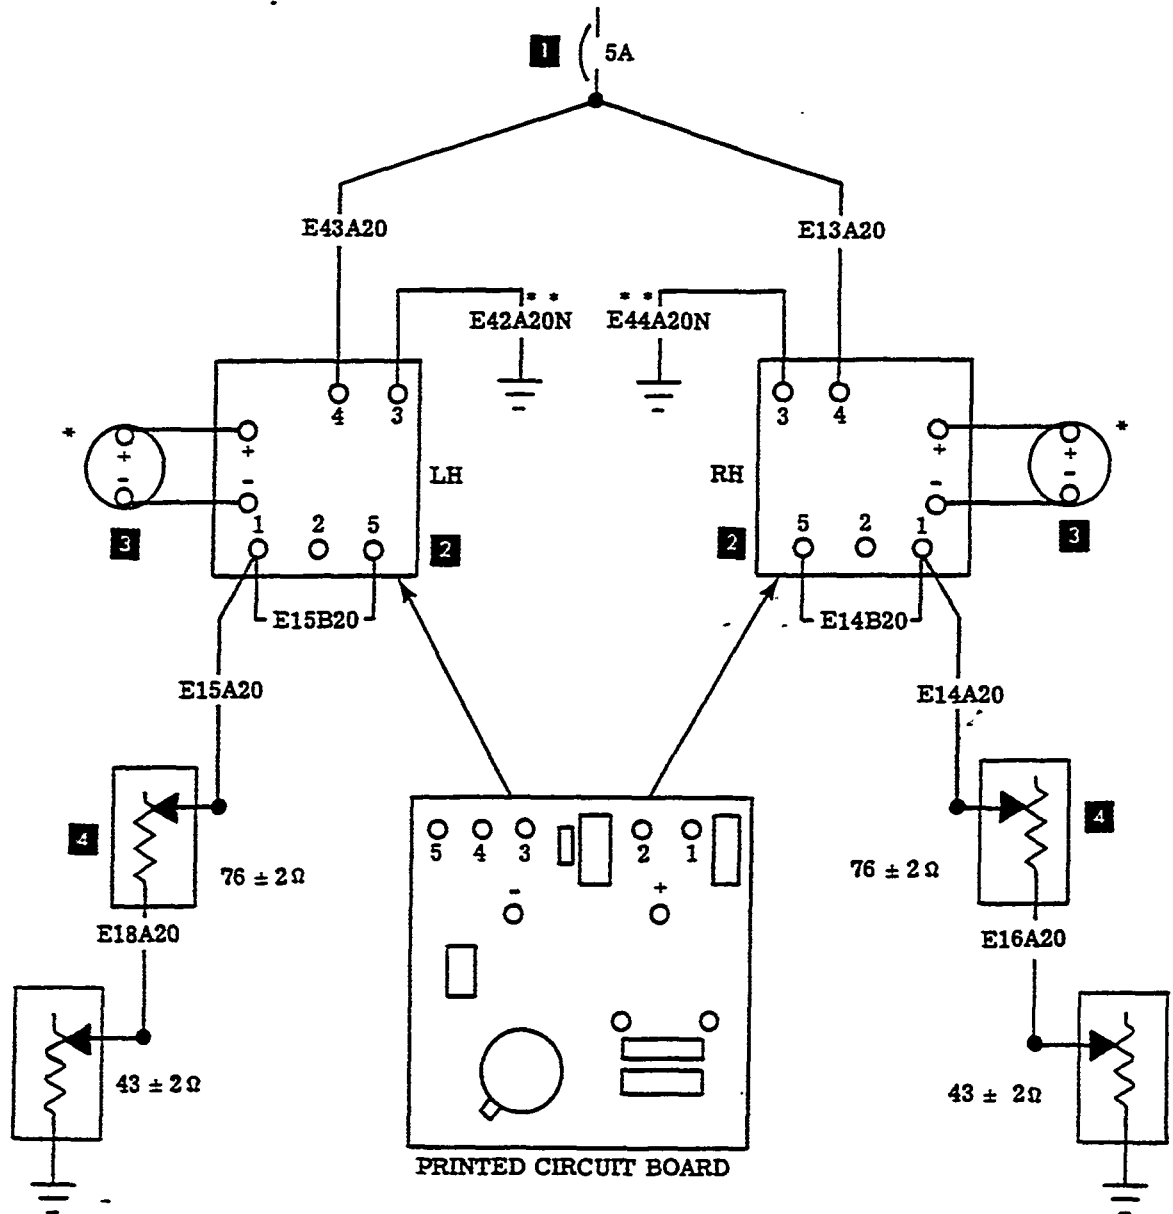 1 5A
E43A20 E13A20
* * * *
E42A20N E44A20N
4 3 3 4
* + + + + *
- - LH RH - -
3 1 2 5 2 2 5 2 1 3
E15B20 E14B20
E15A20 E14A20
4 5 4 3 2 1 4
76 ± 2Ω - + 76 ± 2Ω
E18A20 E16A20
43 ± 2Ω 43 ± 2Ω
PRINTED CIRCUIT BOARD